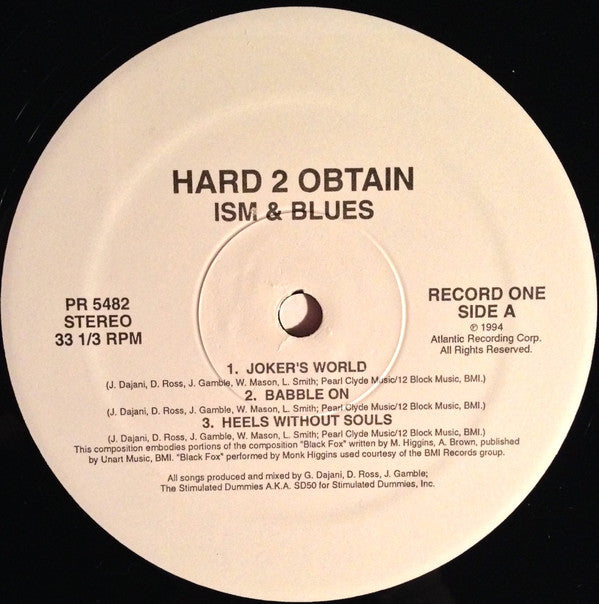 HARD 2 OBTAIN
ISM & BLUES
PR 5482
STEREO
33 1/3 RPM
RECORD ONE
SIDE A
℗ 1994
Atlantic Recording Corp.
All Rights Reserved.
1. JOKER'S WORLD
(J. Dajani, D. Ross, J. Gamble, W. Mason, L. Smith; Pearl Clyde Music/12 Block Music, BMI.)
2. BABBLE ON
(J. Dajani, D. Ross, J. Gamble, W. Mason, L. Smith; Pearl Clyde Music/12 Block Music, BMI.)
3. HEELS WITHOUT SOULS
(J. Dajani, D. Ross, J. Gamble, W. Mason, L. Smith; Pearl Clyde Music/12 Block Music, BMI.)
This composition embodies portions of the composition "Black Fox" written by M. Higgins, A. Brown, published
by Unart Music, BMI. "Black Fox" performed by Monk Higgins used courtesy of the BMI Records group.
All songs produced and mixed by G. Dajani, D. Ross, J. Gamble;
The Stimulated Dummies A.K.A. SD50 for Stimulated Dummies, Inc.